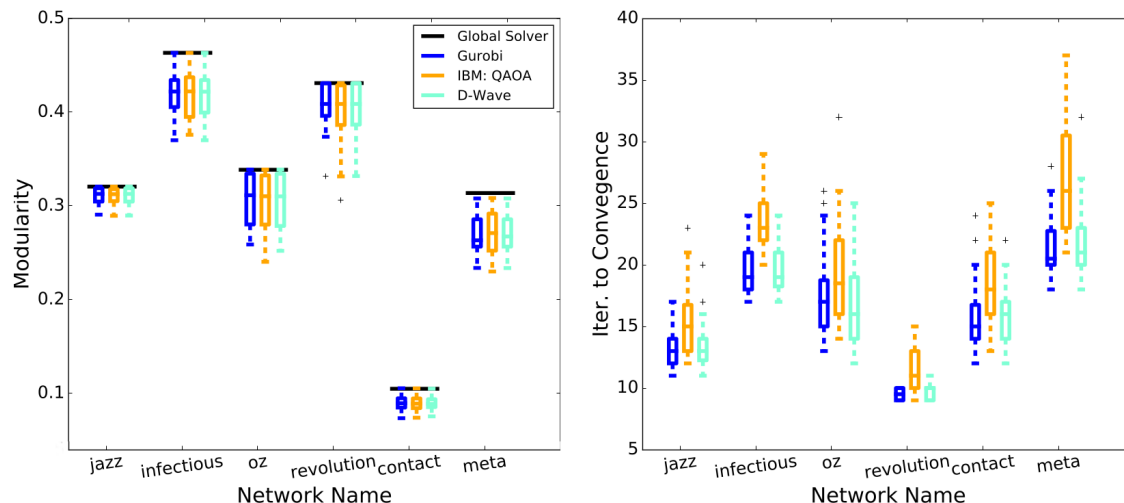 0.5
0.4
0.3
0.2
0.1
Modularity
Global Solver
Gurobi
IBM: QAOA
D-Wave
jazz infectious oz revolution contact meta
Network Name
40
35
30
25
20
15
10
5
Iter. to Convegence
jazz infectious oz revolution contact meta
Network Name